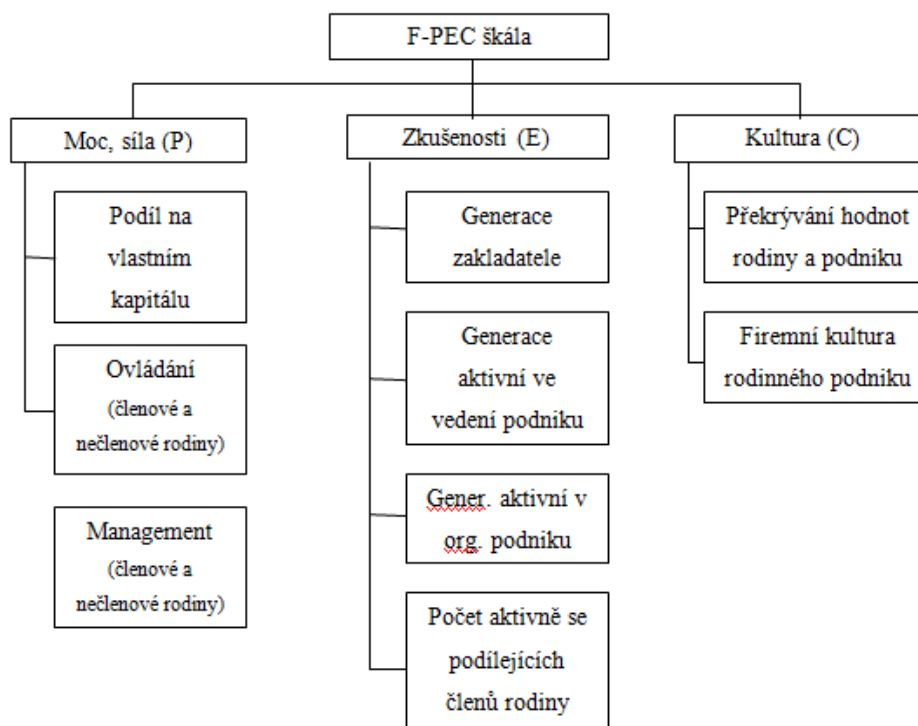 F-PEC škála
Moc, síla (P)
Podíl na
vlastním
kapitálu
Ovládání
(členové a
nečlenové rodiny)
Management
(členové a
nečlenové rodiny)
Zkušenosti (E)
Generace
zakladatele
Generace
aktivní ve
vedení podniku
Gener. aktivní v
org. podniku
Počet aktivně se
podílejících
členů rodiny
Kultura (C)
Překrývání hodnot
rodiny a podniku
Firemní kultura
rodinného podniku